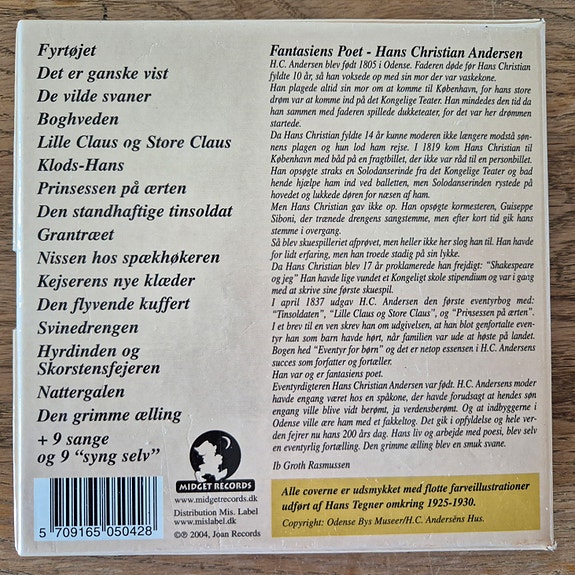 Fyrtøjet
Det er ganske vist
De vilde svaner
Boghveden
Lille Claus og Store Claus
Klods-Hans
Prinsessen på ærten
Den standhaftige tinsoldat
Grantræet
Nissen hos spækhøkeren
Kejserens nye klæder
Den flyvende kuffert
Svinedrengen
Hyrdinden og
Skorstensfejeren
Nattergalen
Den grimme ælling
+ 9 sange
og 9 "syng selv"
Fantasiens Poet - Hans Christian Andersen
H.C. Andersen blev født 1805 i Odense. Faderen døde før Hans Christian
fyldte 10 år, så han voksede op med sin mor der var vaskekone.
Han plagede altid sin mor om at komme til København, for hans store
drøm var at komme ind på det Kongelige Teater. Han mindedes den tid da
han sammen med faderen spillede dukketeater, for det var der drømmen
startede.
Da Hans Christian fyldte 14 år kunne moderen ikke længere modstå søn-
nens plagen og hun lod ham rejse. I 1819 kom Hans Christian til
København med båd på en fragtbillet, der ikke var råd til en personbillet.
Han opsøgte straks en Solodanserinde fra det Kongelige Teater og bad
hende hjælpe ham ind ved balletten, men Solodanserinden rystede på
hovedet og lukkede døren for næsen af ham.
Men Hans Christian gav ikke op. Han opsøgte kormesteren, Guiseppe
Siboni, der trænede drengens sangstemme, men efter kort tid gik hans
stemme i overgang.
Så blev skuespilleriet afprøvet, men heller ikke her slog han til. Han havde
for lidt erfaring, men han troede stadig på sin lykke.
Da Hans Christian blev 17 år proklamerede han frejdigt: "Shakespeare
og jeg" Han havde lige vundet et Kongeligt skole stipendium og var i gang
med at skrive sine første skuespil.
I april 1837 udgav H.C. Andersen den første eventyrbog med:
"Tinsoldaten", "Lille Claus og Store Claus", og "Prinsessen på ærten".
I et brev til en ven skrev han om udgivelsen, at han blot genfortalte even-
tyr han som barn havde hørt, når familien var ude at høste på landet.
Bogen hed "Eventyr for børn" og det er netop essensen i H.C. Andersens
succes som forfatter og fortæller.
Han var og er fantasiens poet.
Eventyrdigteren Hans Christian Andersen var født. H.C. Andersens moder
havde engang været hos en spåkone, der havde forudsagt at hendes søn
engang ville blive vidt berømt, ja verdensberømt. Og at indbyggerne i
Odense ville ære ham med et fakkeltog. Det gik i opfyldelse og hele ver-
den fejrer nu hans 200 års dag. Hans liv og arbejde med poesi, blev selv
en eventyrlig fortælling. Den grimme ælling blev en smuk svane.
Ib Groth Rasmussen
MIDGET RECORDS
www.midgetrecords.dk
Distribution Mis. Label
www.mislabel.dk
©℗ 2004, Joan Records
5 709165 050428
Alle coverne er udsmykket med flotte farveillustrationer
udført af Hans Tegner omkring 1925-1930.
Copyright: Odense Bys Museer/H.C. Andersens Hus.